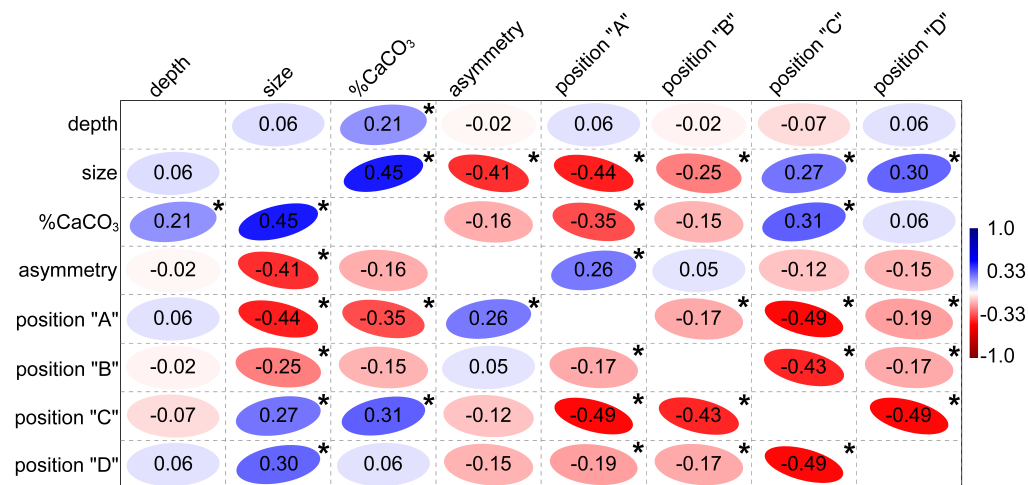 depth size %CaCO₃ asymmetry position "A" position "B" position "C" position "D"
depth 0.06 0.21 * -0.02 0.06 -0.02 -0.07 0.06
size 0.06 0.45 * -0.41 * -0.44 * -0.25 * 0.27 * 0.30 *
%CaCO₃ 0.21 * 0.45 * -0.16 -0.35 * -0.15 0.31 * 0.06
asymmetry -0.02 -0.41 * -0.16 0.26 * 0.05 -0.12 -0.15
position "A" 0.06 -0.44 * -0.35 * 0.26 * -0.17 * -0.49 * -0.19 *
position "B" -0.02 -0.25 * -0.15 0.05 -0.17 * -0.43 * -0.17 *
position "C" -0.07 0.27 * 0.31 * -0.12 -0.49 * -0.43 * -0.49 *
position "D" 0.06 0.30 * 0.06 -0.15 -0.19 * -0.17 * -0.49 *
1.0
0.33
-0.33
-1.0